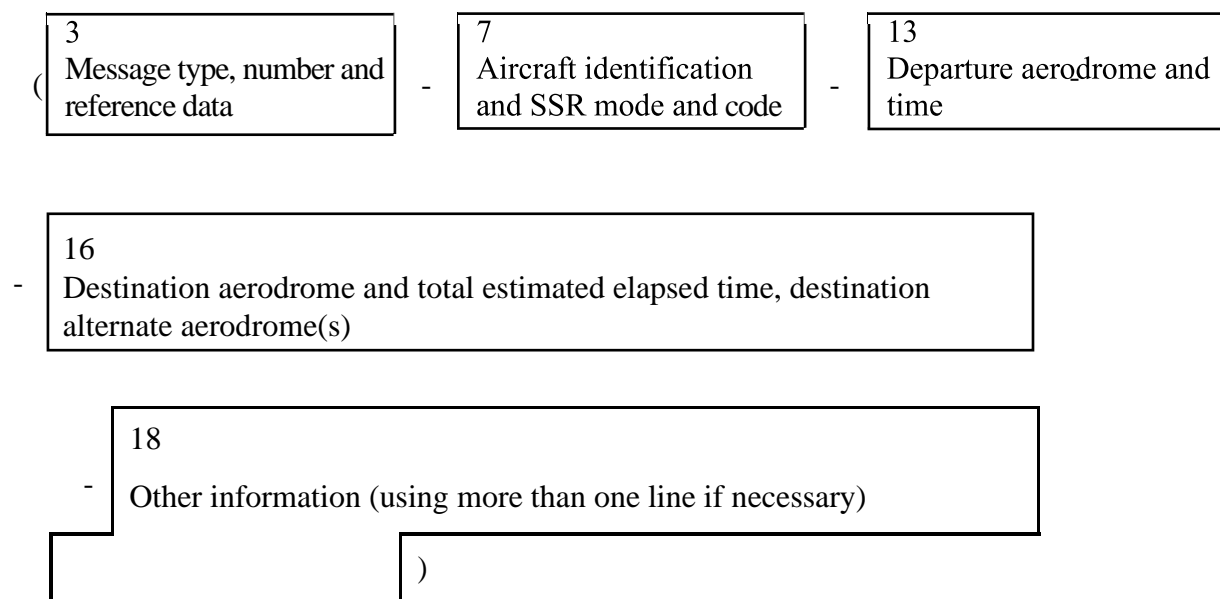 3
Message type, number and
reference data
(
-
7
Aircraft identification
and SSR mode and code
-
13
Departure aerodrome and
time
-
16
Destination aerodrome and total estimated elapsed time, destination
alternate aerodrome(s)
-
18
Other information (using more than one line if necessary)
)